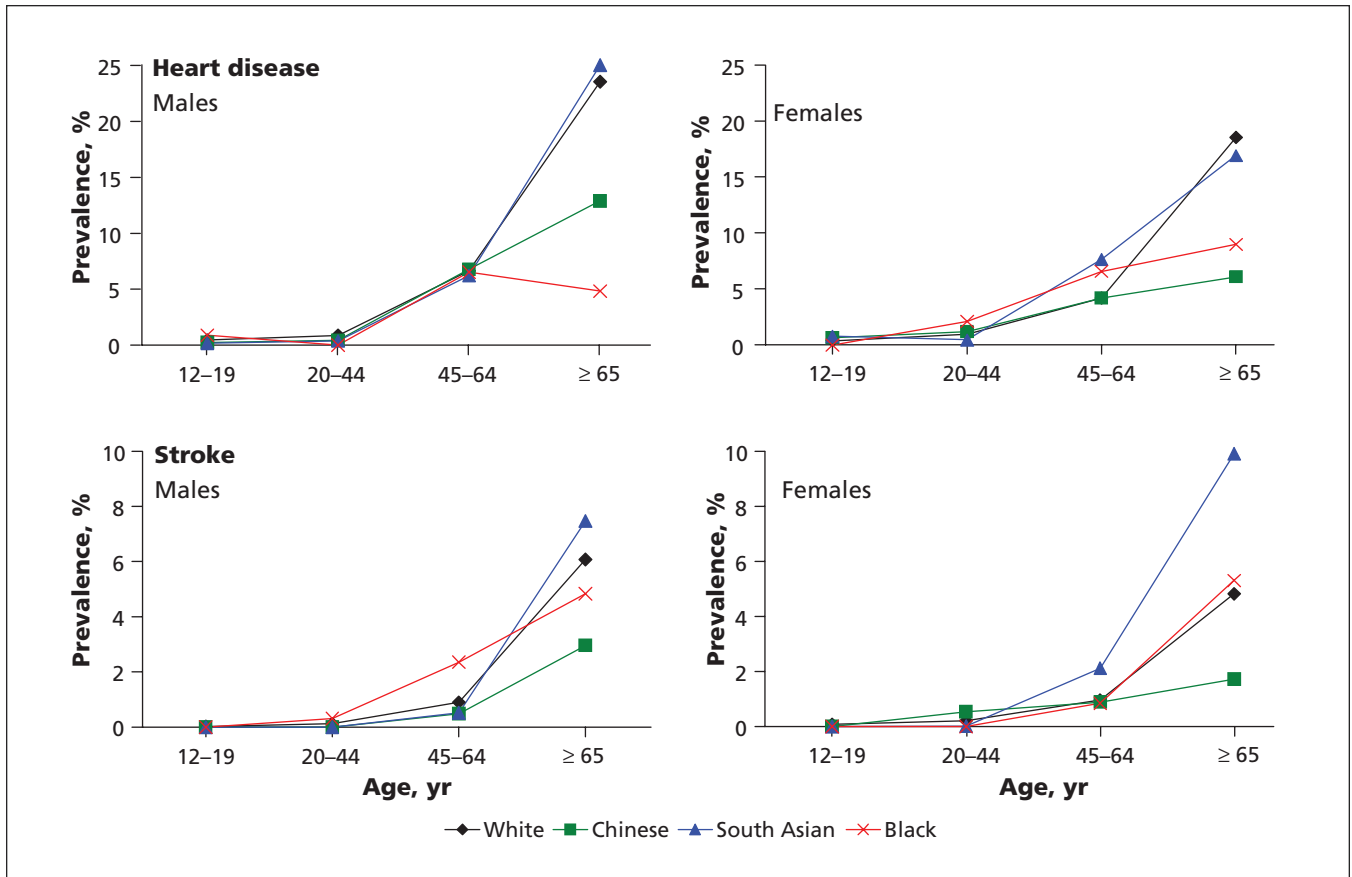 Heart disease
Males
Prevalence, %
25
20
15
10
5
0
12–19 20–44 45–64 ≥ 65
Females
Prevalence, %
25
20
15
10
5
0
12–19 20–44 45–64 ≥ 65
Stroke
Males
Prevalence, %
10
8
6
4
2
0
12–19 20–44 45–64 ≥ 65
Age, yr
Females
Prevalence, %
10
8
6
4
2
0
12–19 20–44 45–64 ≥ 65
Age, yr
White Chinese South Asian Black